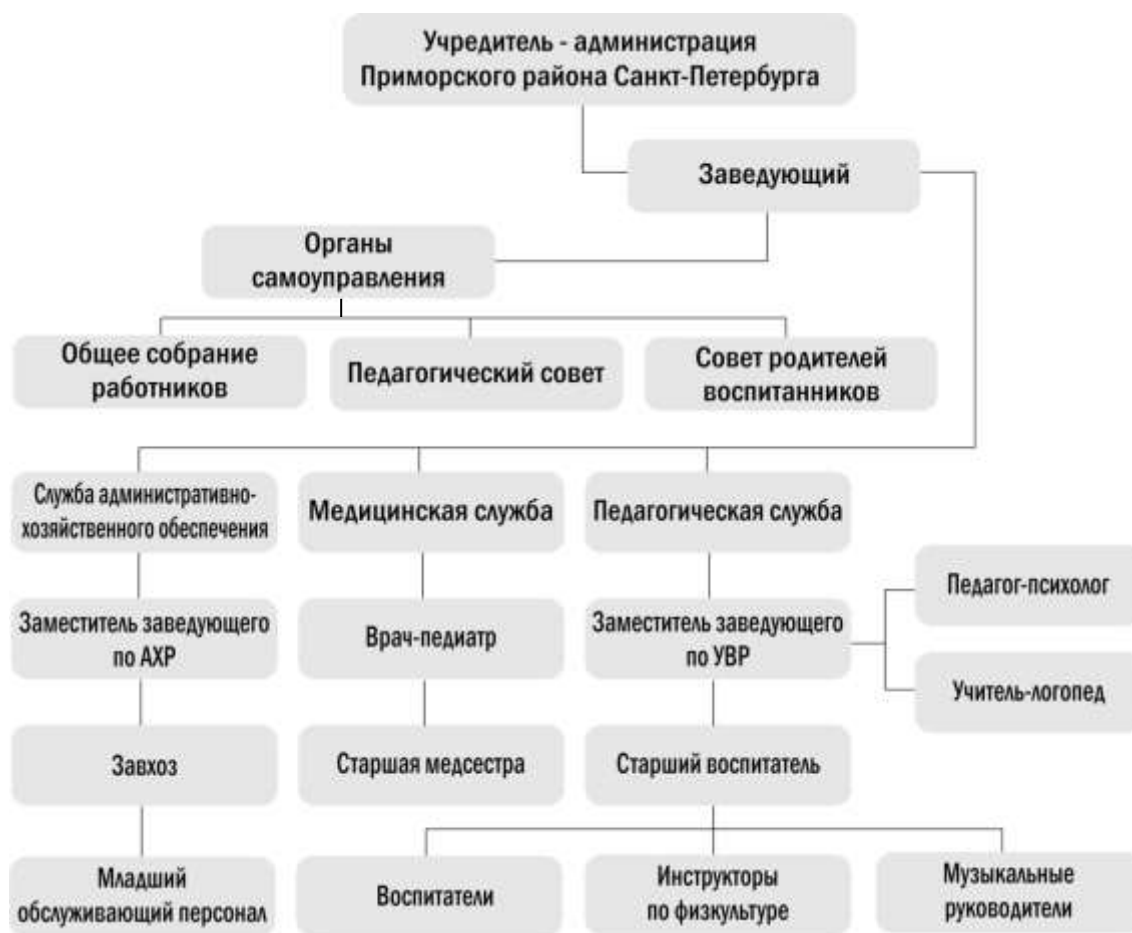 Учредитель - администрация
Приморского района Санкт-Петербурга
Заведующий
Органы
самоуправления
Общее собрание
работников
Педагогический совет
Совет родителей
воспитанников
Служба административно-
хозяйственного обеспечения
Медицинская служба
Педагогическая служба
Педагог-психолог
Заместитель заведующего
по АХР
Врач-педиатр
Заместитель заведующего
по УВР
Учитель-логопед
Завхоз
Старшая медсестра
Старший воспитатель
Младший
обслуживающий персонал
Воспитатели
Инструкторы
по физкультуре
Музыкальные
руководители